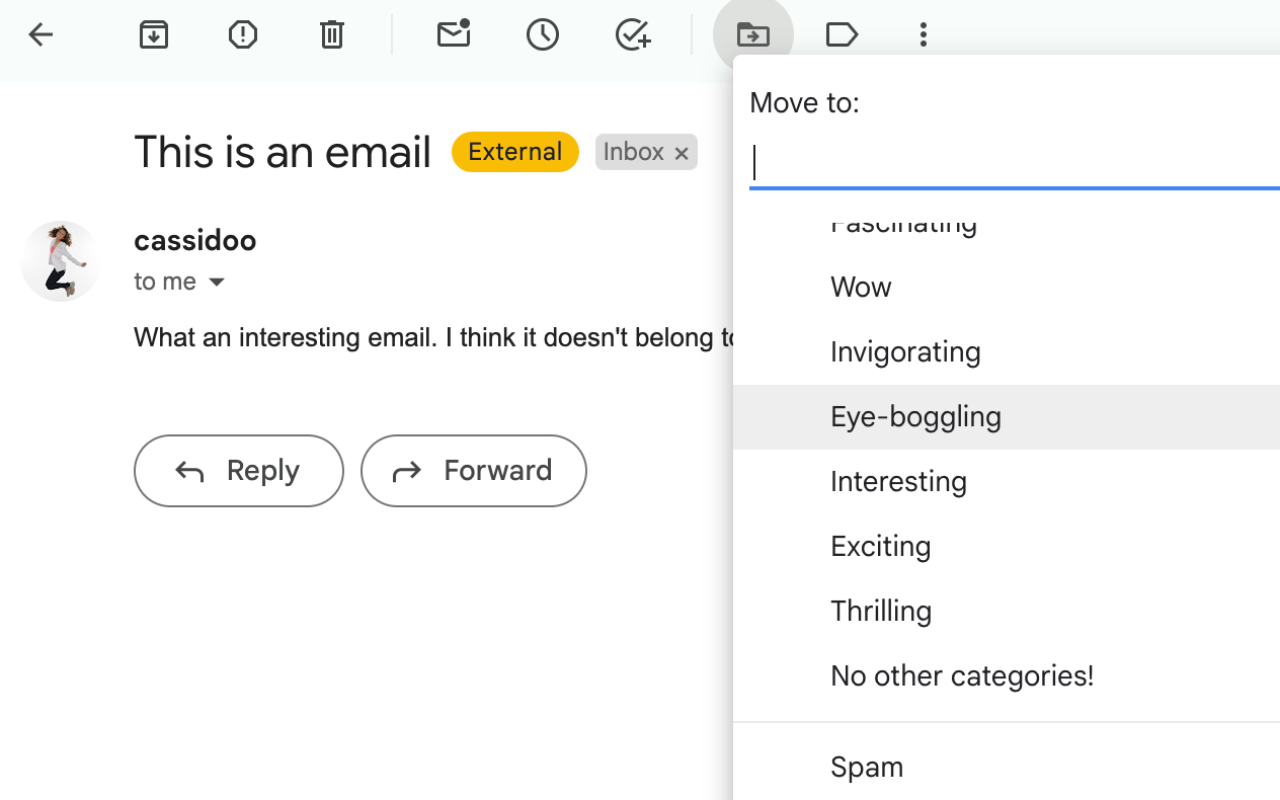 Move to:
This is an email External Inbox ×
cassidoo
to me
What an interesting email. I think it doesn't belong
Reply Forward
Fascinating
Wow
Invigorating
Eye-boggling
Interesting
Exciting
Thrilling
No other categories!
Spam